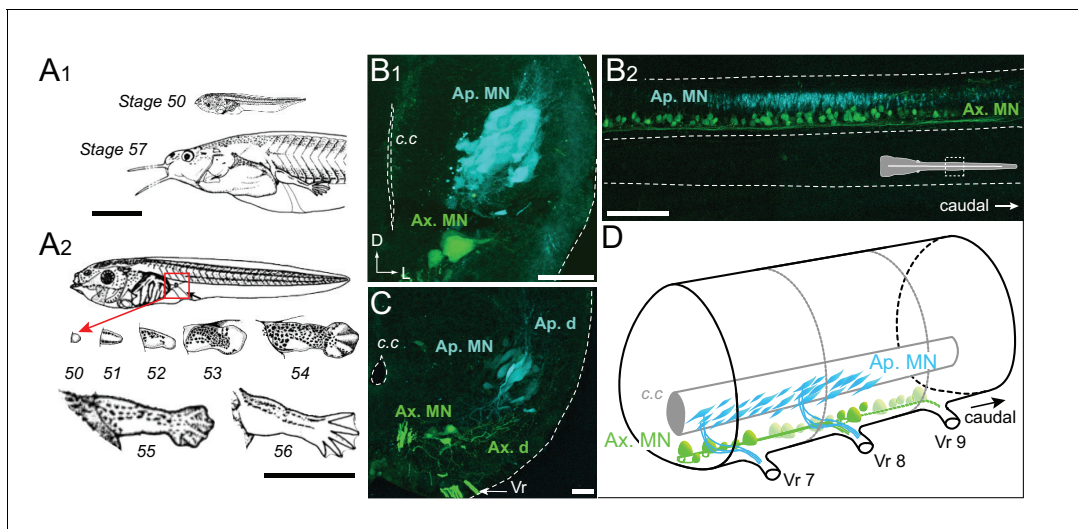 A1
Stage 50
Stage 57
A2
50 51 52 53 54
55 56
B1
Ap. MN
c.c
Ax. MN
D
L
B2
Ap. MN
Ax. MN
caudal
C
Ap. d
c.c
Ap. MN
Ax. MN
Ax. d
Vr
D
Ap. MN
c.c
caudal
Ax. MN
Vr 9
Vr 8
Vr 7